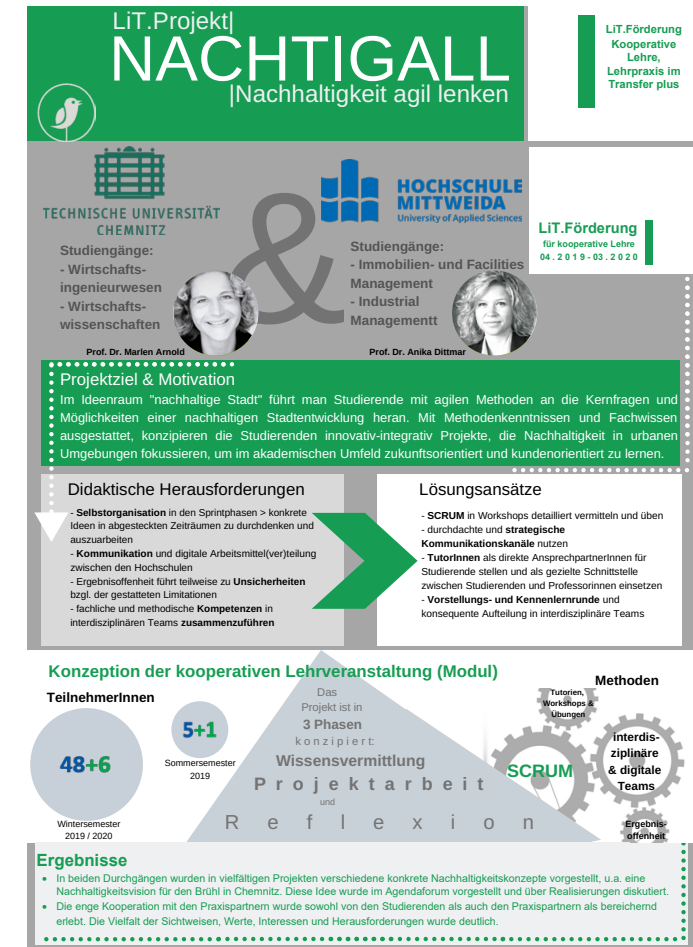 LiT.Projekt|
NACHTIGALL
|Nachhaltigkeit agil lenken
LiT.Förderung
Kooperative
Lehre,
Lehrpraxis im
Transfer plus
TECHNISCHE UNIVERSITÄT
CHEMNITZ
Studiengänge:
- Wirtschafts-
ingenieurwesen
- Wirtschafts-
wissenschaften
Prof. Dr. Marlen Arnold
&
HOCHSCHULE
MITTWEIDA
University of Applied Sciences
Studiengänge:
- Immobilien- und Facilities
Management
- Industrial
Managementt
Prof. Dr. Anika Dittmar
LiT.Förderung
für kooperative Lehre
04.2019-03.2020
Projektziel & Motivation
Im Ideenraum "nachhaltige Stadt" führt man Studierende mit agilen Methoden an die Kernfragen und
Möglichkeiten einer nachhaltigen Stadtentwicklung heran. Mit Methodenkenntnissen und Fachwissen
ausgestattet, konzipieren die Studierenden innovativ-integrativ Projekte, die Nachhaltigkeit in urbanen
Umgebungen fokussieren, um im akademischen Umfeld zukunftsorientiert und kundenorientiert zu lernen.
Didaktische Herausforderungen
- Selbstorganisation in den Sprintphasen > konkrete
Ideen in abgesteckten Zeiträumen zu durchdenken und
auszuarbeiten
- Kommunikation und digitale Arbeitsmittel(ver)teilung
zwischen den Hochschulen
- Ergebnisoffenheit führt teilweise zu Unsicherheiten
bzgl. der gestatteten Limitationen
- fachliche und methodische Kompetenzen in
interdisziplinären Teams zusammenzuführen
Lösungsansätze
- SCRUM in Workshops detailliert vermitteln und üben
- durchdachte und strategische
Kommunikationskanäle nutzen
- TutorInnen als direkte AnsprechpartnerInnen für
Studierende stellen und als gezielte Schnittstelle
zwischen Studierenden und Professorinnen einsetzen
- Vorstellungs- und Kennenlernrunde und
konsequente Aufteilung in interdisziplinäre Teams
Konzeption der kooperativen Lehrveranstaltung (Modul)
TeilnehmerInnen
48+6
Wintersemester
2019 / 2020
5+1
Sommersemester
2019
Das
Projekt ist in
3 Phasen
konzipiert:
Wissensvermittlung
Projektarbeit
und
Reflexion
Methoden
Tutorien,
Workshops &
Übungen
SCRUM
interdis-
ziplinäre
& digitale
Teams
Ergebnis-
offenheit
Ergebnisse
• In beiden Durchgängen wurden in vielfältigen Projekten verschiedene konkrete Nachhaltigkeitskonzepte vorgestellt, u.a. eine
Nachhaltigkeitsvision für den Brühl in Chemnitz. Diese Idee wurde im Agendaforum vorgestellt und über Realisierungen diskutiert.
• Die enge Kooperation mit den Praxispartnern wurde sowohl von den Studierenden als auch den Praxispartnern als bereichernd
erlebt. Die Vielfalt der Sichtweisen, Werte, Interessen und Herausforderungen wurde deutlich.